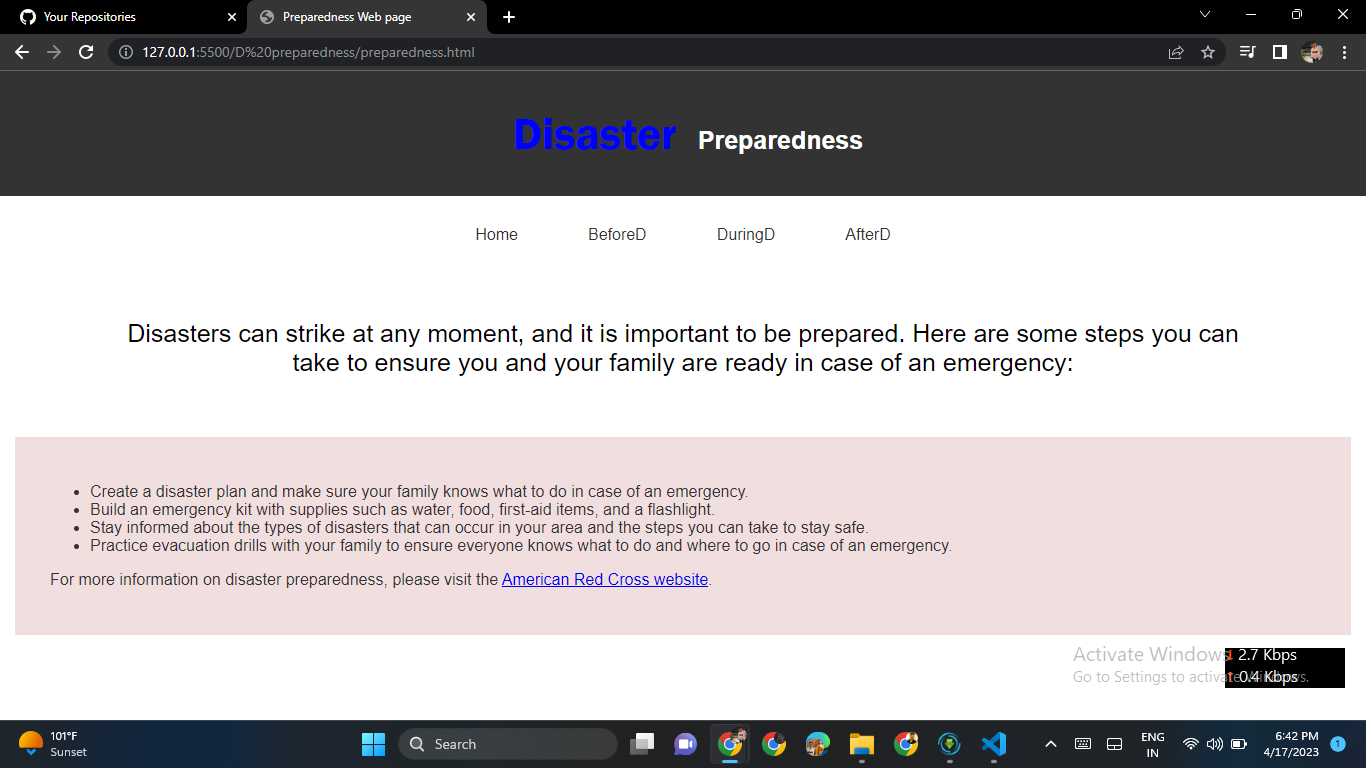 Your Repositories
Preparedness Web page
127.0.0.1:5500/D%20preparedness/preparedness.html
Disaster Preparedness
Home BeforeD DuringD AfterD
Disasters can strike at any moment, and it is important to be prepared. Here are some steps you can
take to ensure you and your family are ready in case of an emergency:
Create a disaster plan and make sure your family knows what to do in case of an emergency.
Build an emergency kit with supplies such as water, food, first-aid items, and a flashlight.
Stay informed about the types of disasters that can occur in your area and the steps you can take to stay safe.
Practice evacuation drills with your family to ensure everyone knows what to do and where to go in case of an emergency.
For more information on disaster preparedness, please visit the American Red Cross website.
Activate Windows
Go to Settings to activate Windows.
2.7 Kbps
0.4 Kbps
101°F
Sunset
Search
ENG
IN
6:42 PM
4/17/2023
1